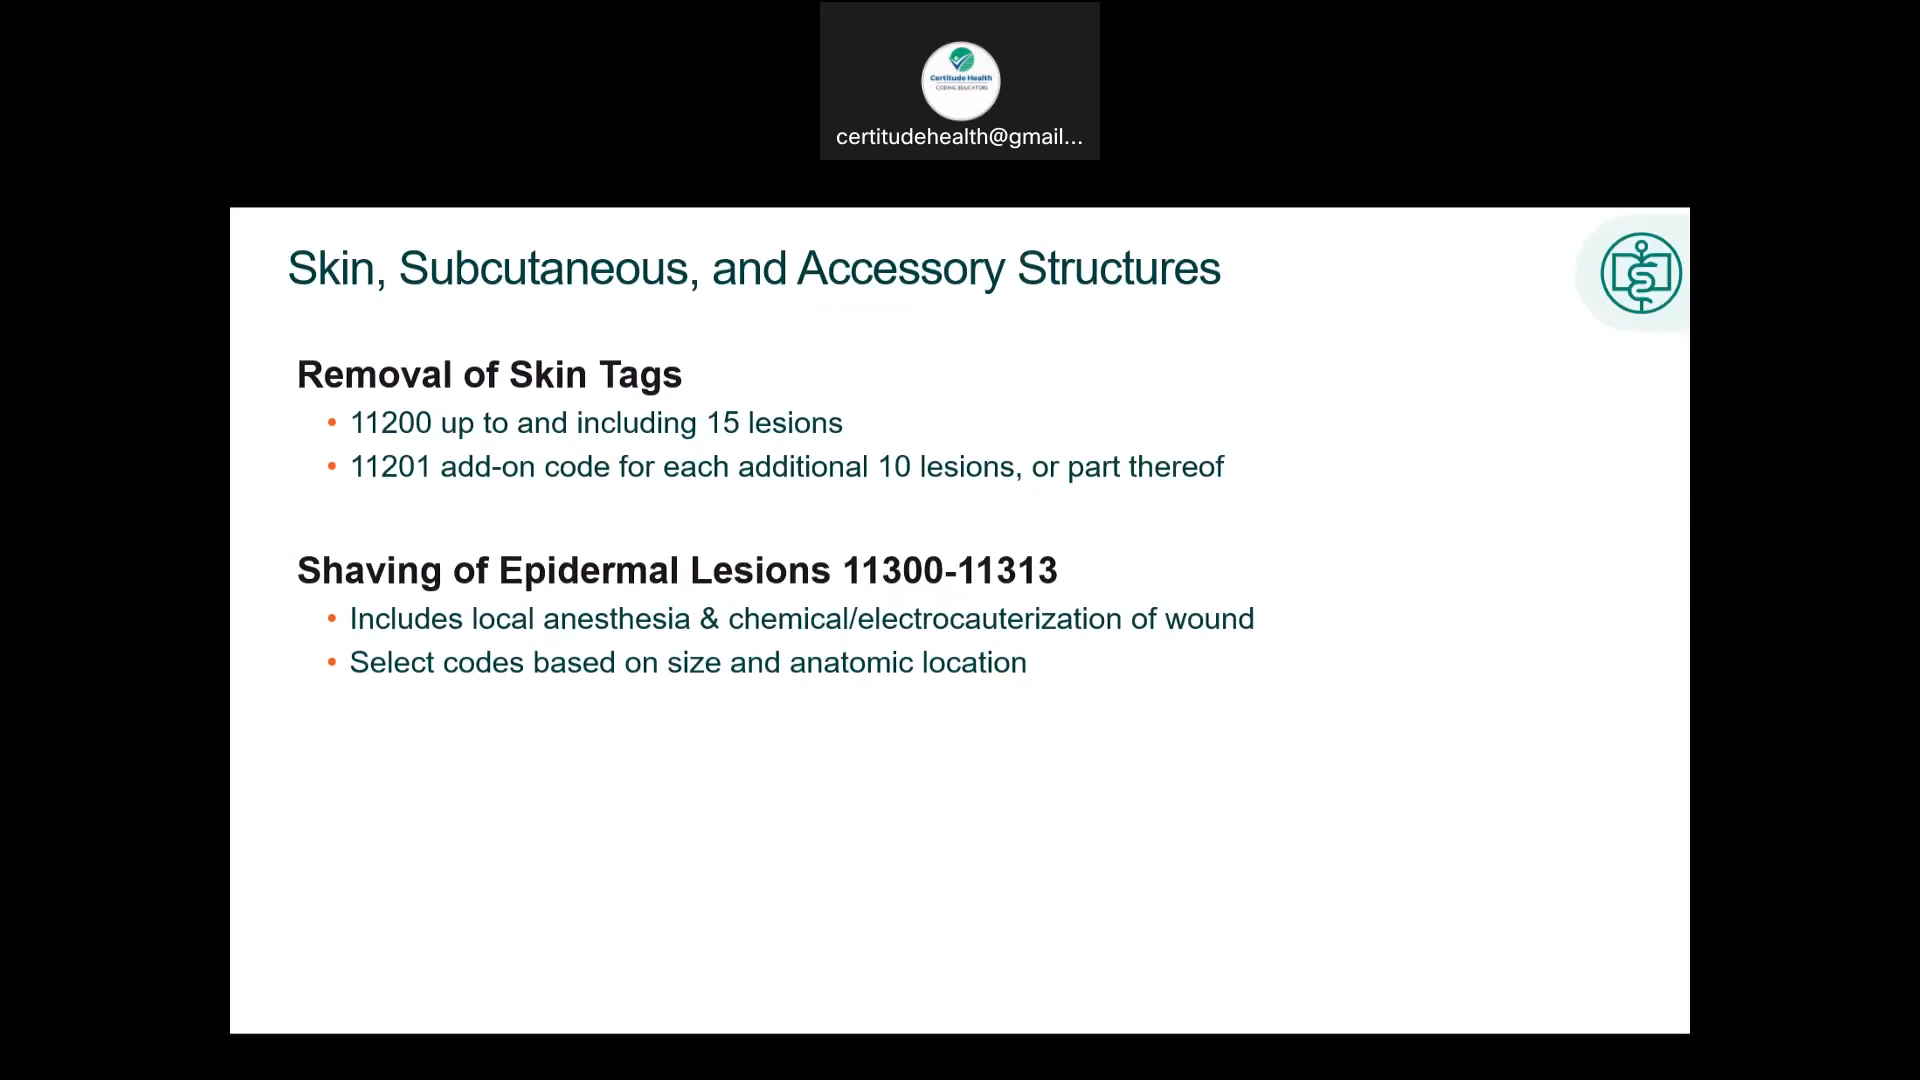 Certitude Health
CODING EDUCATORS
certitudehealth@gmail...
Skin, Subcutaneous, and Accessory Structures
Removal of Skin Tags
• 11200 up to and including 15 lesions
• 11201 add-on code for each additional 10 lesions, or part thereof
Shaving of Epidermal Lesions 11300-11313
• Includes local anesthesia & chemical/electrocauterization of wound
• Select codes based on size and anatomic location